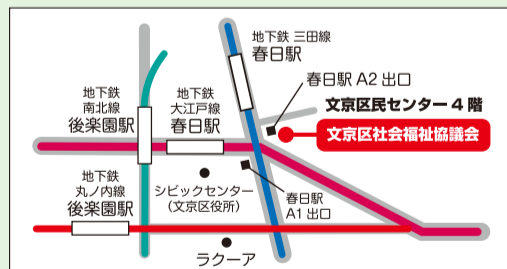 地下鉄 三田線
春日駅
春日駅 A2 出口
文京区民センター 4 階
文京区社会福祉協議会
地下鉄
南北線
後楽園駅
地下鉄
大江戸線
春日駅
シビックセンター
（文京区役所）
春日駅
A1 出口
地下鉄
丸ノ内線
後楽園駅
ラクーア